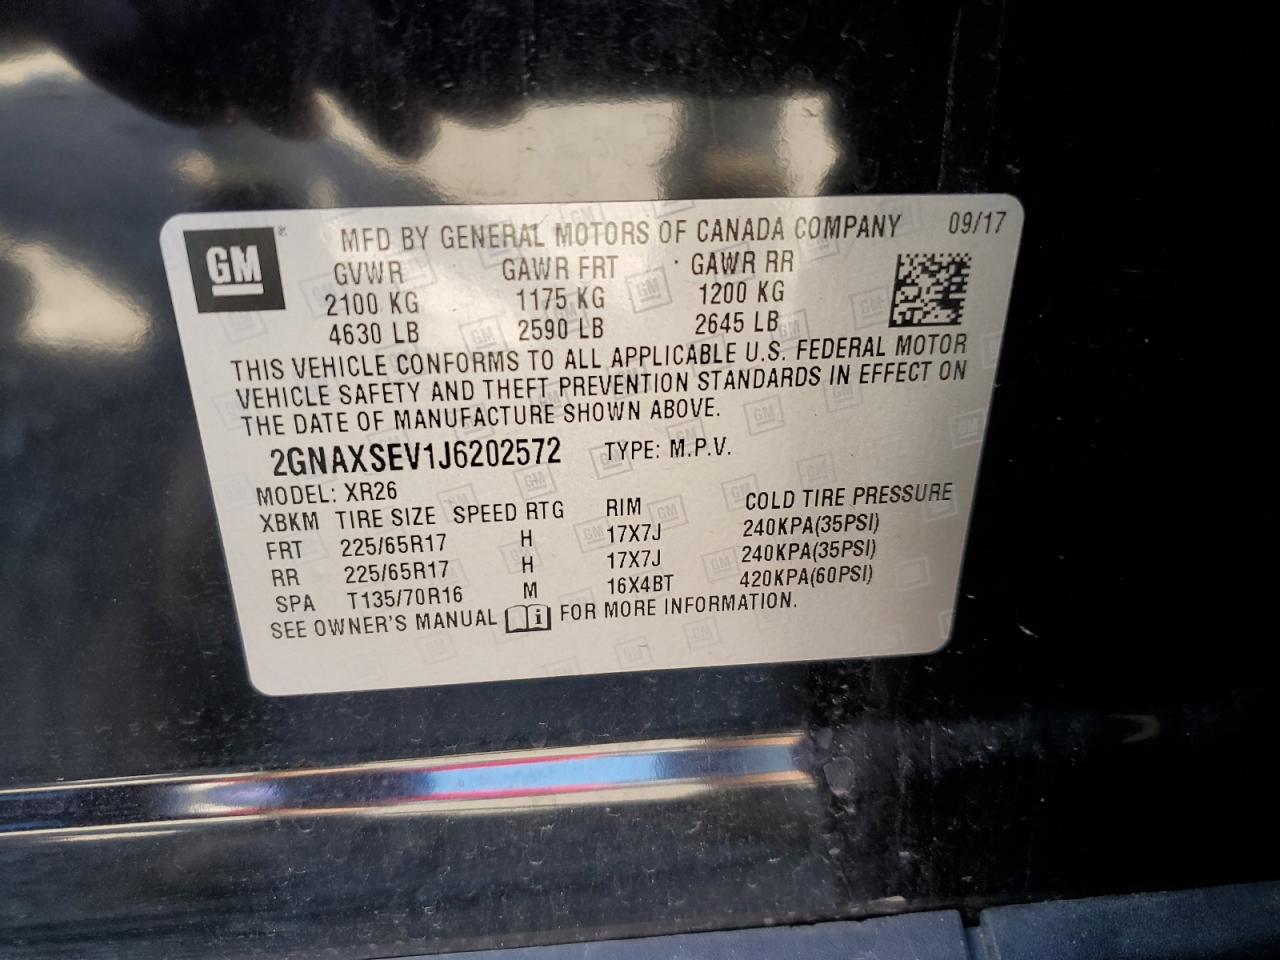 GM ® MFD BY GENERAL MOTORS OF CANADA COMPANY 09/17
GVWR GAWR FRT GAWR RR
2100 KG 1175 KG 1200 KG
4630 LB 2590 LB 2645 LB
THIS VEHICLE CONFORMS TO ALL APPLICABLE U.S. FEDERAL MOTOR
VEHICLE SAFETY AND THEFT PREVENTION STANDARDS IN EFFECT ON
THE DATE OF MANUFACTURE SHOWN ABOVE.
2GNAXSEV1J6202572 TYPE: M.P.V.
MODEL: XR26
XBKM TIRE SIZE SPEED RTG RIM COLD TIRE PRESSURE
FRT 225/65R17 H 17X7J 240KPA(35PSI)
RR 225/65R17 H 17X7J 240KPA(35PSI)
SPA T135/70R16 M 16X4BT 420KPA(60PSI)
SEE OWNER'S MANUAL i FOR MORE INFORMATION.